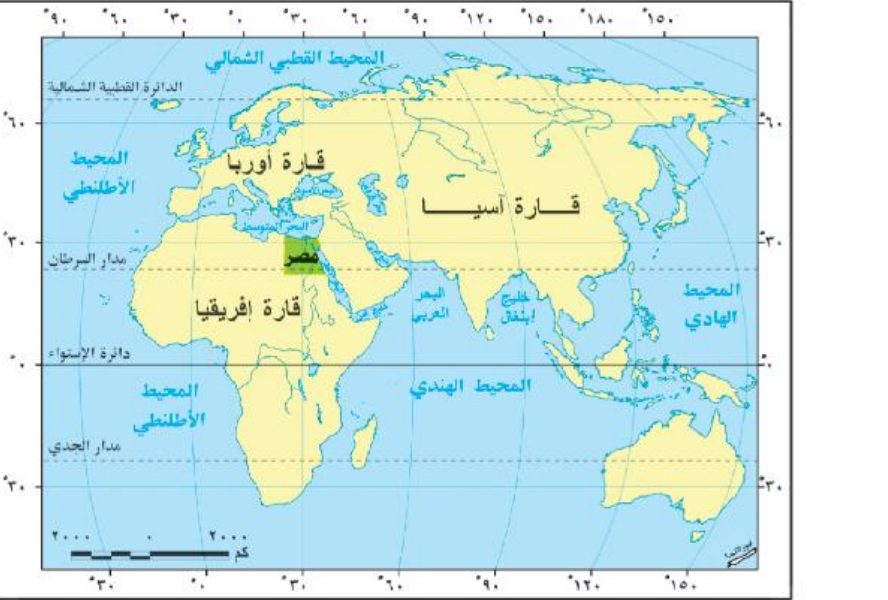 °٩٠ °٦٠ °٣٠ °٠ °٣٠ °٦٠ °٩٠ °١٢٠ °١٥٠ °١٨٠ °١٥٠
المحيط القطبي الشمالي
الدائرة القطبية الشمالية
°٦٠ °٦٠
المحيط
الأطلنطي
قارة أوربا
قارة آسيا
البحر المتوسط
°٣٠ °٣٠
مدار السرطان
مصر
قارة إفريقيا
البحر
العربي
خليج
بنغال
المحيط
الهادي
دائرة الإستواء
°٠ °٠
المحيط
الأطلنطي
المحيط الهندي
مدار الجدي
°٣٠ °٣٠
٢٠٠٠ ٠ ٢٠٠٠
كم
°٣٠ °٠ °٣٠ °٦٠ °٩٠ °١٢٠ °١٥٠